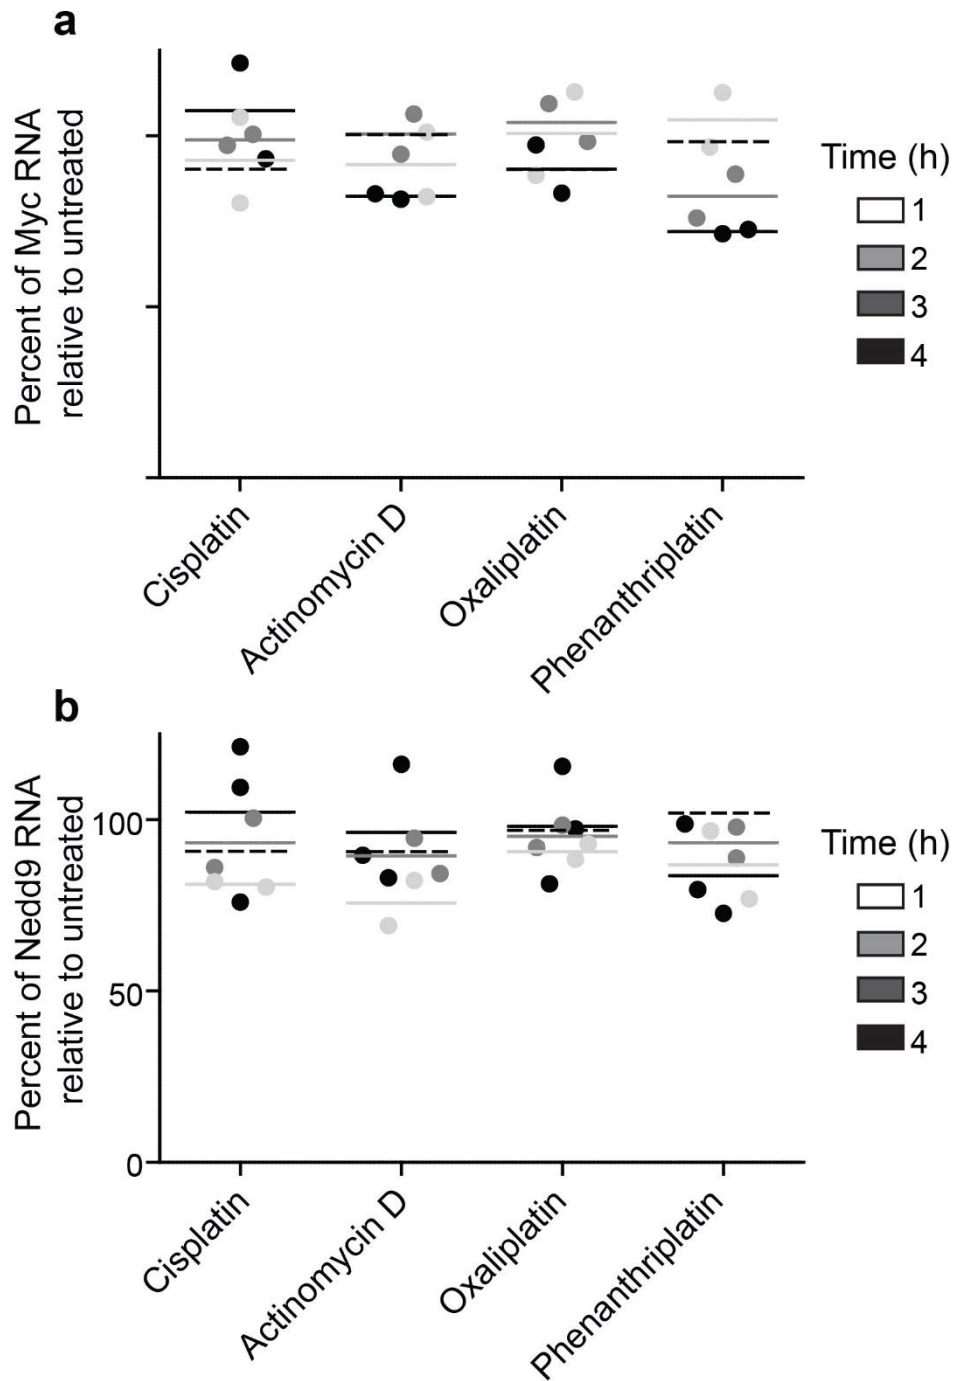 a
Percent of Myc RNA
relative to untreated
Time (h)
1
2
3
4
Cisplatin
Actinomycin D
Oxaliplatin
Phenanthriplatin
b
Percent of Nedd9 RNA
relative to untreated
100
50
0
Time (h)
1
2
3
4
Cisplatin
Actinomycin D
Oxaliplatin
Phenanthriplatin